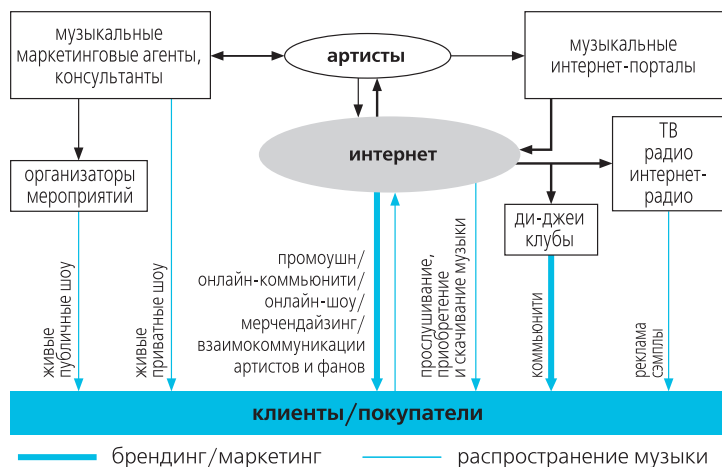 музыкальные
маркетинговые агенты,
консультанты
артисты
музыкальные
интернет-порталы
интернет
ТВ
радио
интернет-
радио
организаторы
мероприятий
ди-джеи
клубы
живые
публичные шоу
живые
приватные шоу
промоушн/
онлайн-коммьюнити/
онлайн-шоу/
мерчендайзинг/
взаимокоммуникации
артистов и фанов
прослушивание,
приобретение
и скачивание музыки
коммьюнити
реклама
сэмплы
клиенты/покупатели
брендинг/маркетинг
распространение музыки